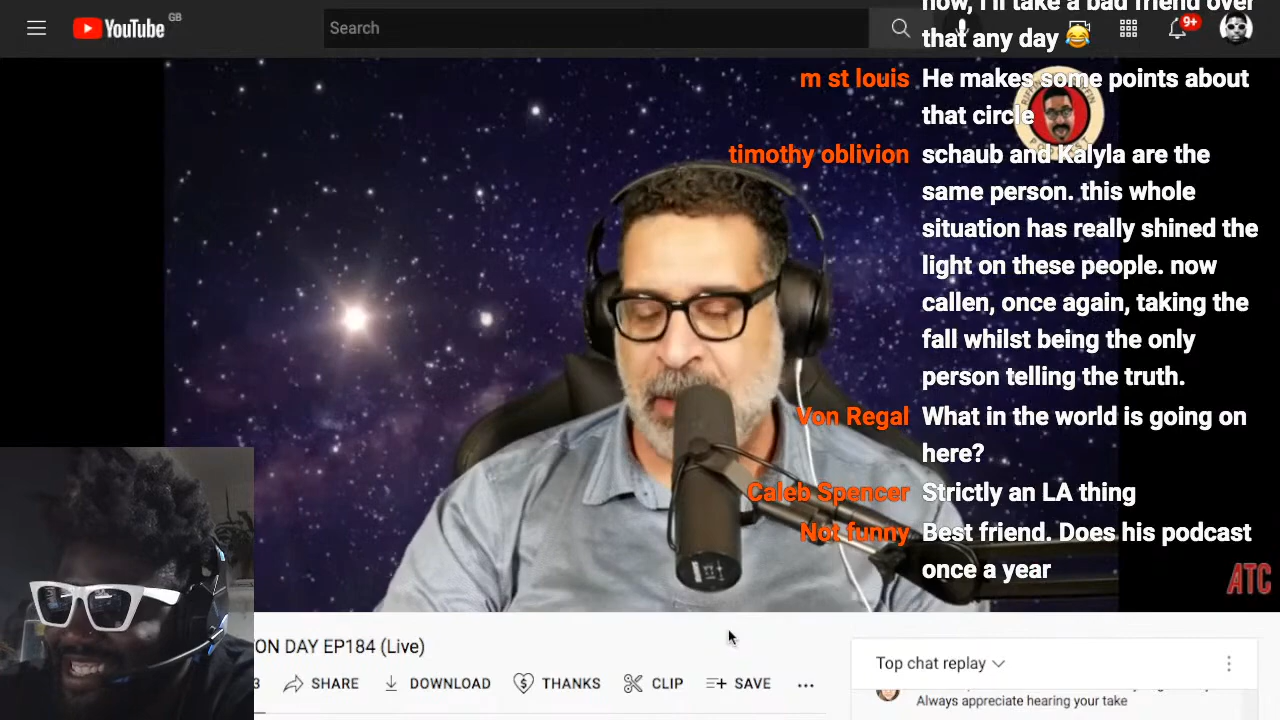 YouTube GB
Search
9+
now, I'll take a bad friend over
that any day 😂
m st louis He makes some points about
that circle
timothy oblivion schaub and Kalyla are the
same person. this whole
situation has really shined the
light on these people. now
callen, once again, taking the
fall whilst being the only
person telling the truth.
Von Regal What in the world is going on
here?
Caleb Spencer Strictly an LA thing
Not funny Best friend. Does his podcast
once a year
ATC
ON DAY EP184 (Live)
3 SHARE DOWNLOAD THANKS CLIP SAVE
Top chat replay
Always appreciate hearing your take